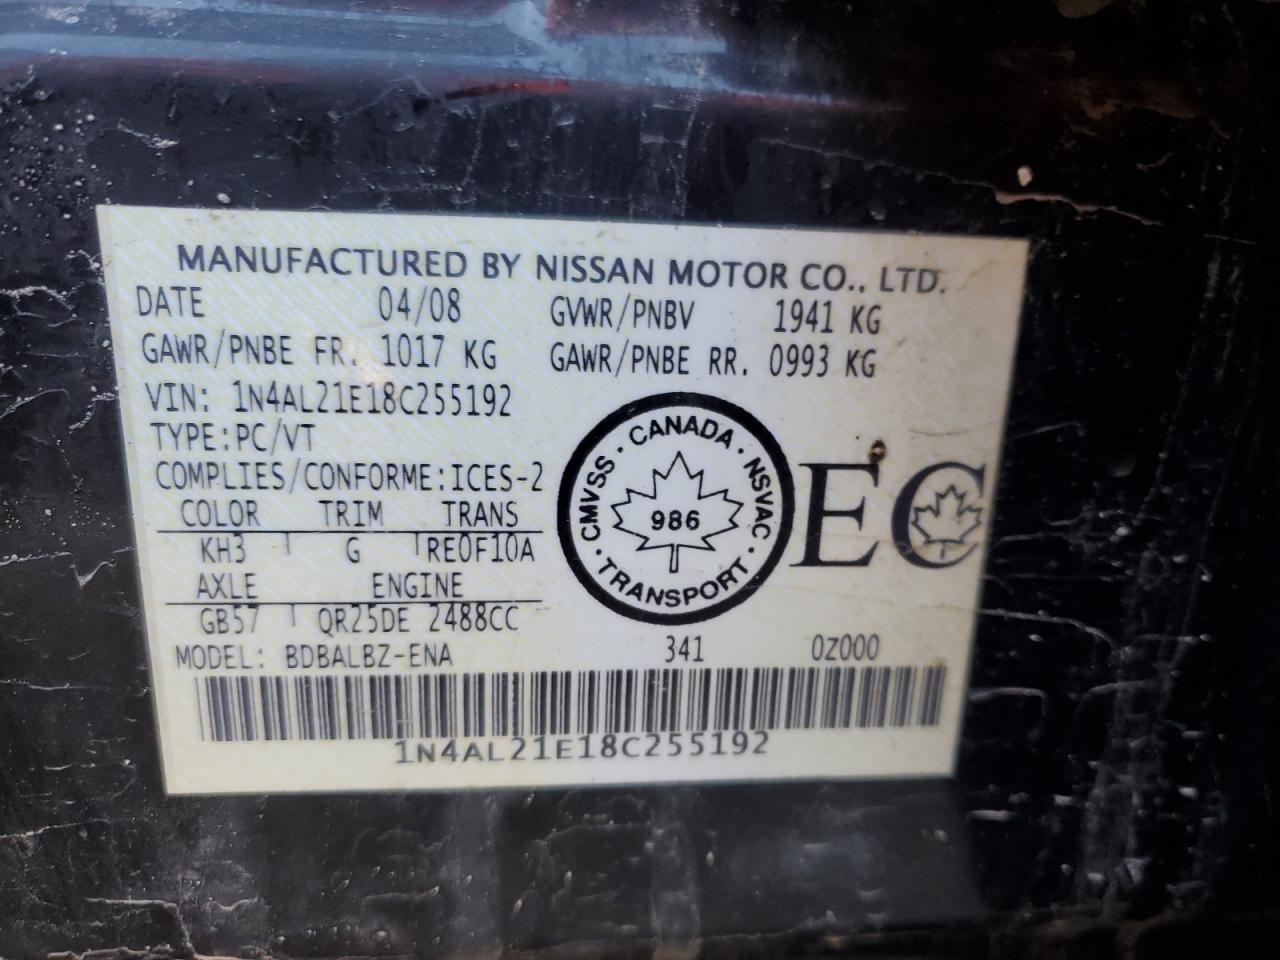 MANUFACTURED BY NISSAN MOTOR CO., LTD.
DATE 04/08 GVWR/PNBV 1941 KG
GAWR/PNBE FR. 1017 KG GAWR/PNBE RR. 0993 KG
VIN: 1N4AL21E18C255192
TYPE:PC/VT
COMPLIES/CONFORME:ICES-2
COLOR TRIM TRANS
KH3 G RE0F10A
AXLE ENGINE
GB57 QR25DE 2488CC
CMVSS · CANADA · NSVAC · TRANSPORT ·
986
EC
MODEL: BDBALBZ-ENA 341 0Z000
1N4AL21E18C255192